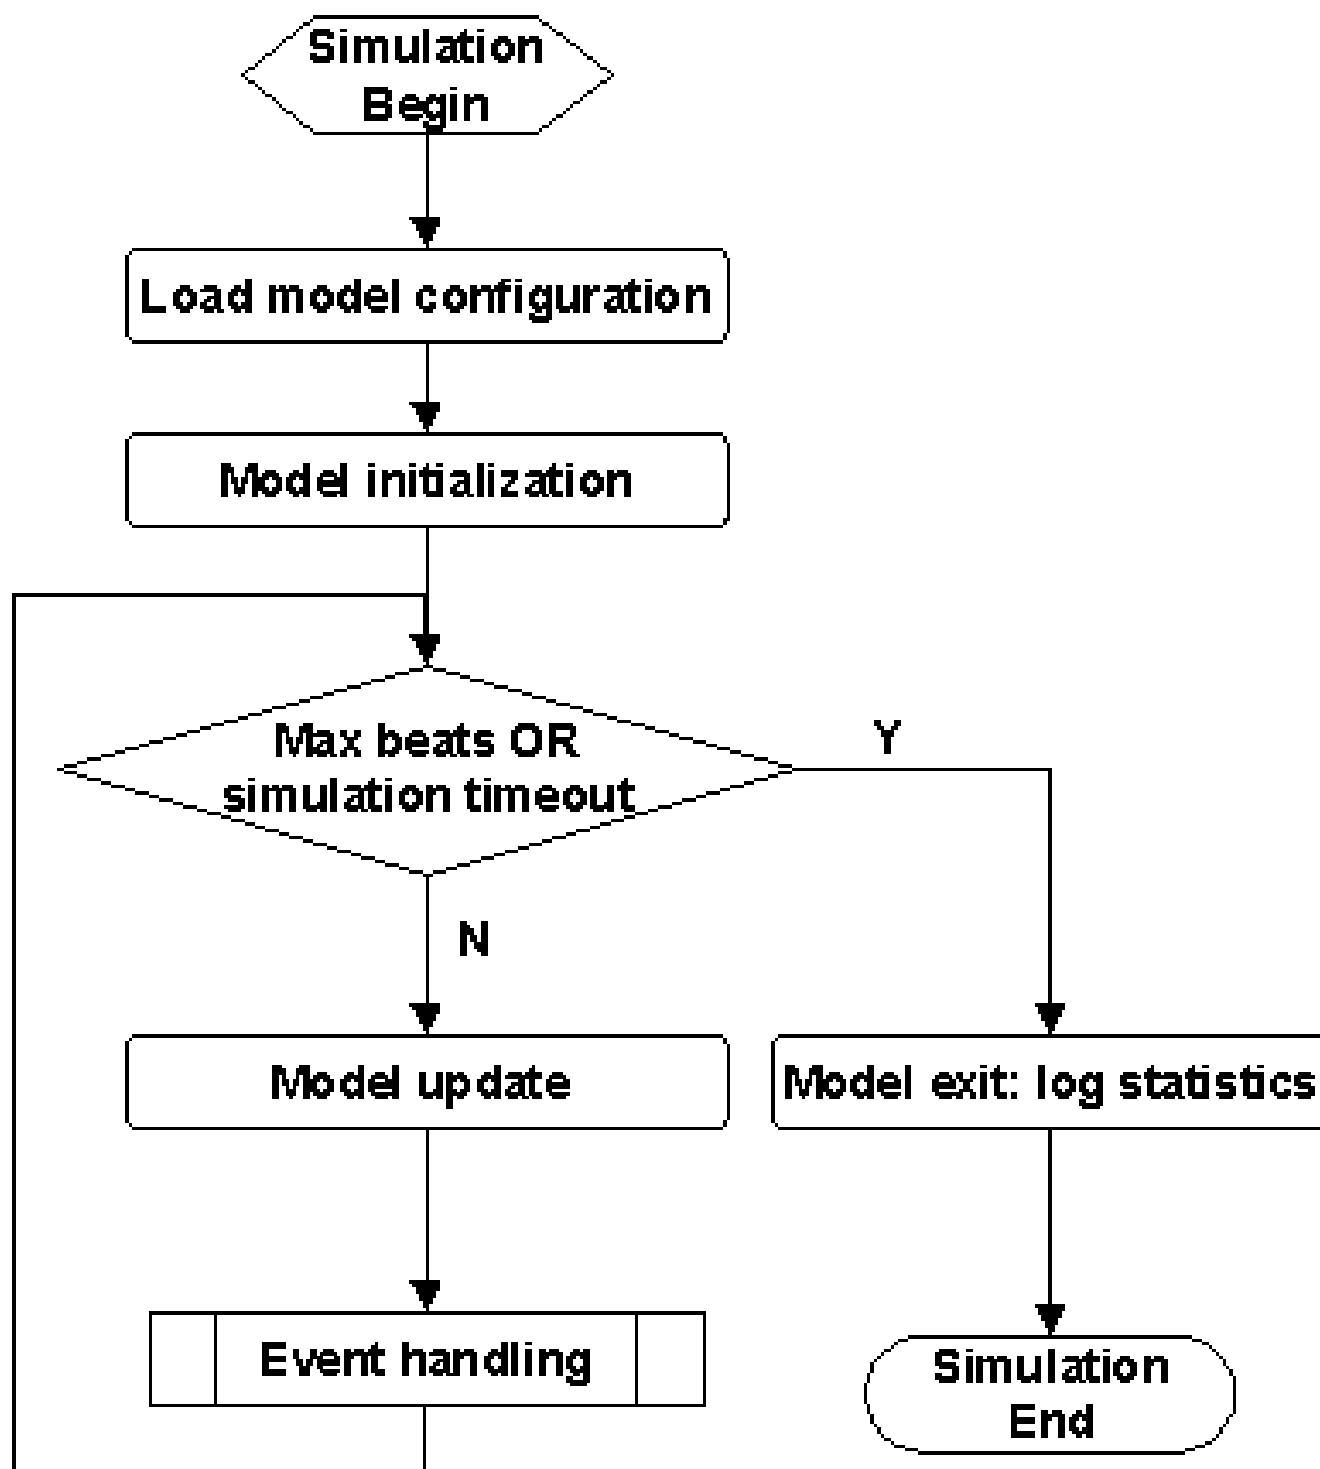 Simulation
Begin
Load model configuration
Model initialization
Max beats OR
simulation timeout
Y
N
Model update
Model exit: log statistics
Event handling
Simulation
End